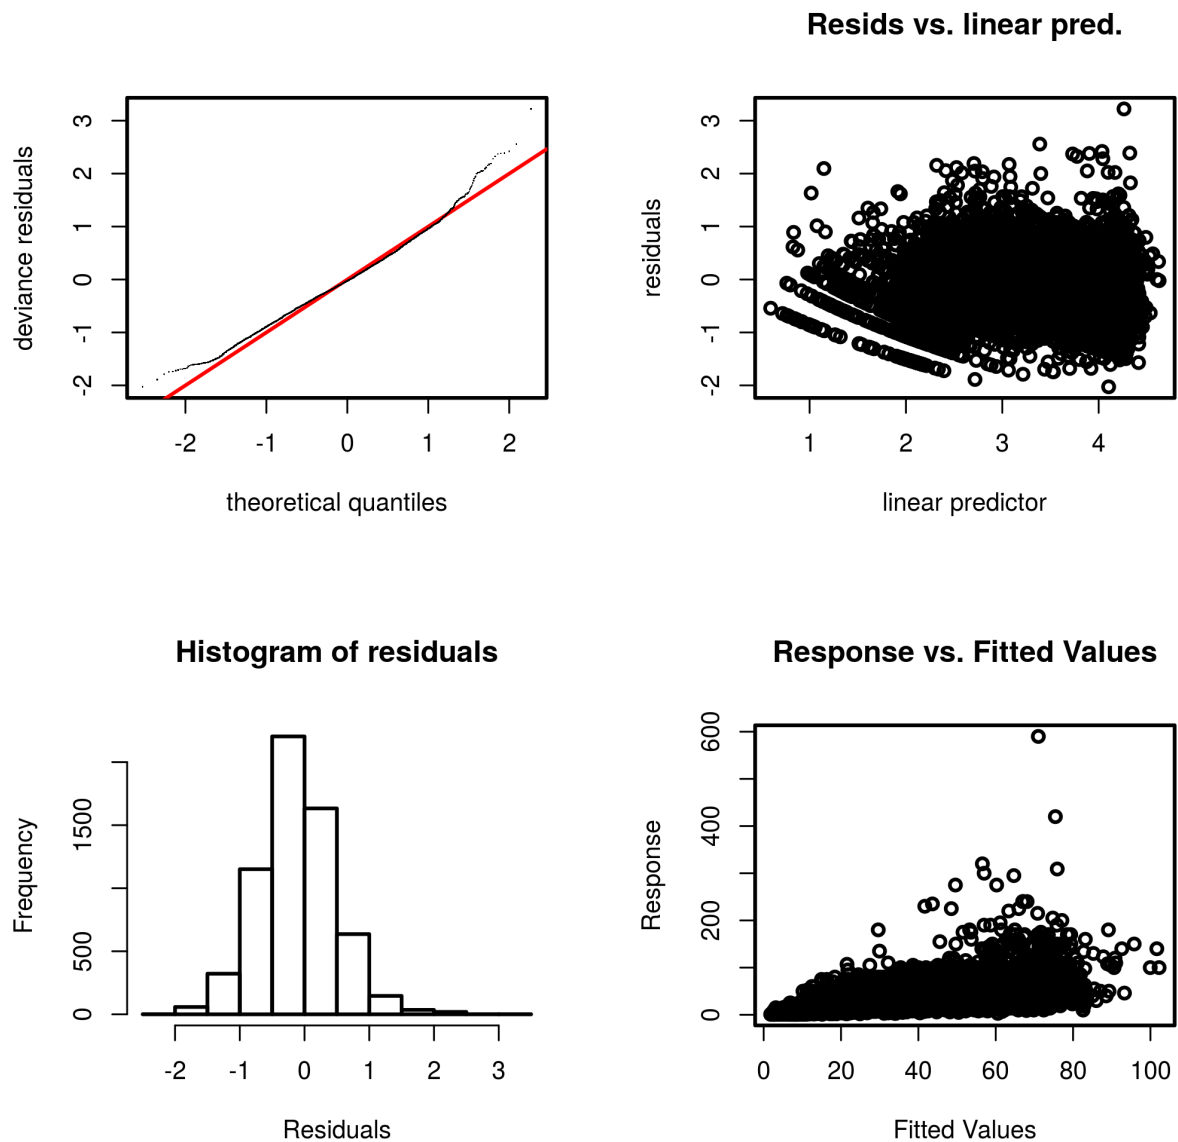 deviance residuals
3
2
1
0
-1
-2
-2 -1 0 1 2
theoretical quantiles
Resids vs. linear pred.
residuals
3
2
1
0
-1
-2
1 2 3 4
linear predictor
Histogram of residuals
Frequency
1500
500
0
-2 -1 0 1 2 3
Residuals
Response vs. Fitted Values
Response
600
400
200
0
0 20 40 60 80 100
Fitted Values